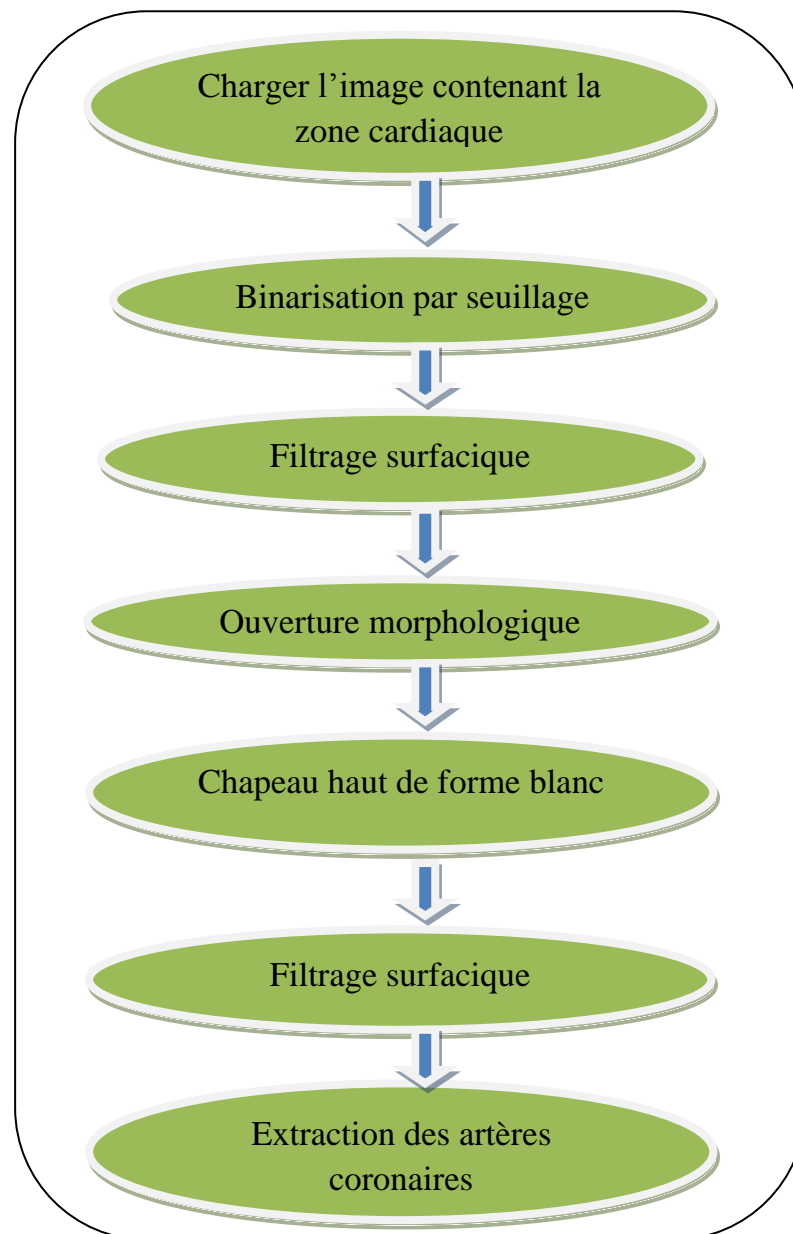 Charger l’image contenant la
zone cardiaque
Binarisation par seuillage
Filtrage surfacique
Ouverture morphologique
Chapeau haut de forme blanc
Filtrage surfacique
Extraction des artères
coronaires